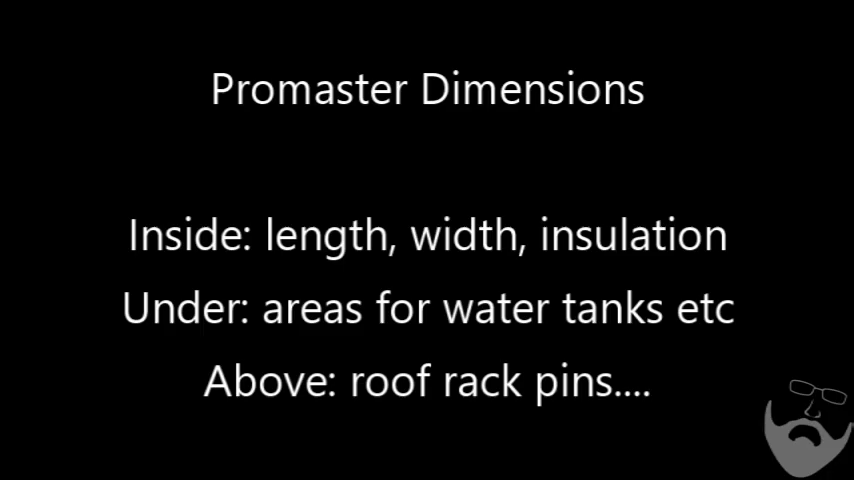 Promaster Dimensions
Inside: length, width, insulation
Under: areas for water tanks etc
Above: roof rack pins....